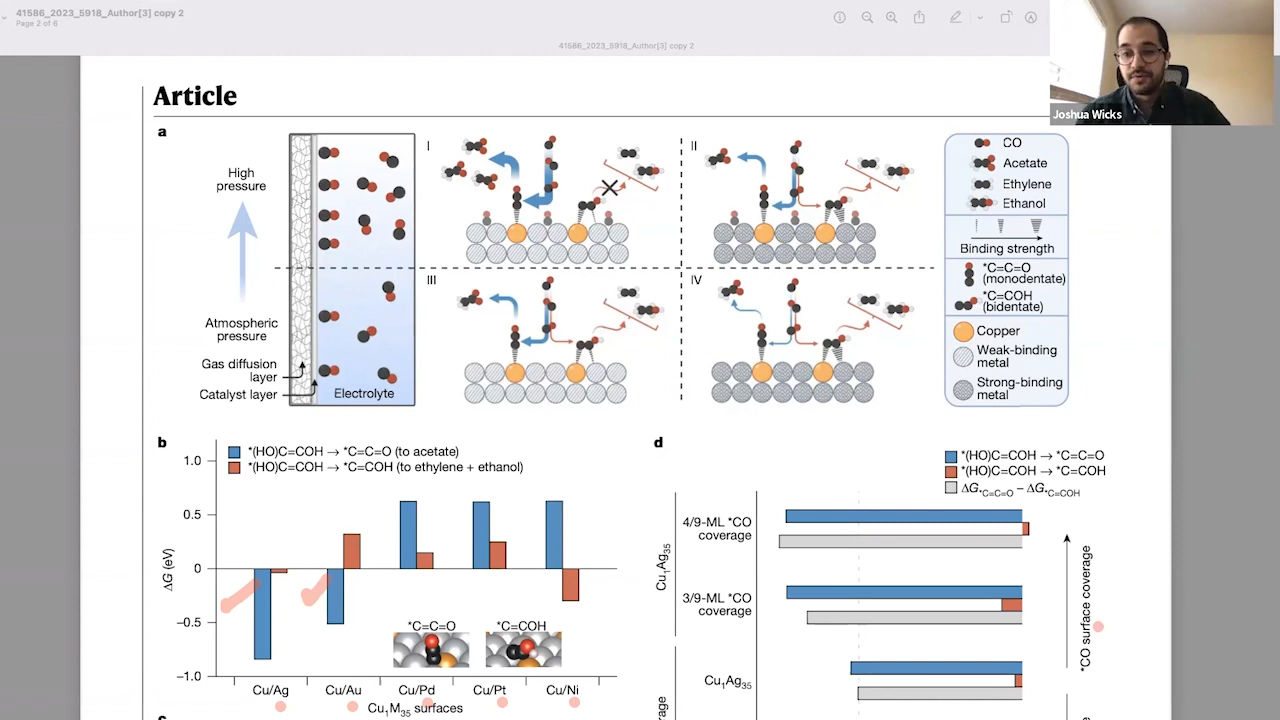 41586_2023_5918_Author[3] copy 2
Page 2 of 6
41586_2023_5918_Author[3] copy 2
Joshua Wicks
Article
a
High
pressure
Atmospheric
pressure
Gas diffusion
layer
Catalyst layer
Electrolyte
I
II
III
IV
CO
Acetate
Ethylene
Ethanol
Binding strength
*C=C=O
(monodentate)
*C=COH
(bidentate)
Copper
Weak-binding
metal
Strong-binding
metal
b
*(HO)C=COH → *C=C=O (to acetate)
*(HO)C=COH → *C=COH (to ethylene + ethanol)
ΔG (eV)
1.0
0.5
0
−0.5
−1.0
*C=C=O
*C=COH
Cu/Ag
Cu/Au
Cu/Pd
Cu/Pt
Cu/Ni
Cu₁M₃₅ surfaces
d
*(HO)C=COH → *C=C=O
*(HO)C=COH → *C=COH
ΔG*C=C=O − ΔG*C=COH
4/9-ML *CO
coverage
Cu₁Ag₃₅
3/9-ML *CO
coverage
Cu₁Ag₃₅
*CO surface coverage